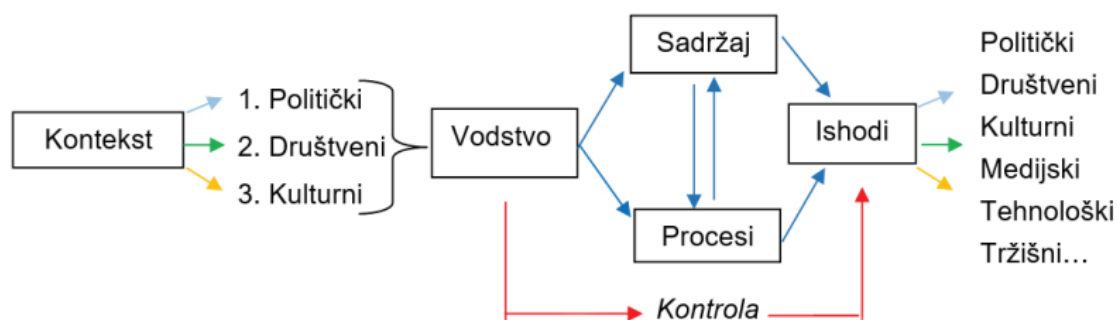 Kontekst
1. Politički
2. Društveni
3. Kulturni
Vodstvo
Sadržaj
Procesi
Kontrola
Ishodi
Politički
Društveni
Kulturni
Medijski
Tehnološki
Tržišni...